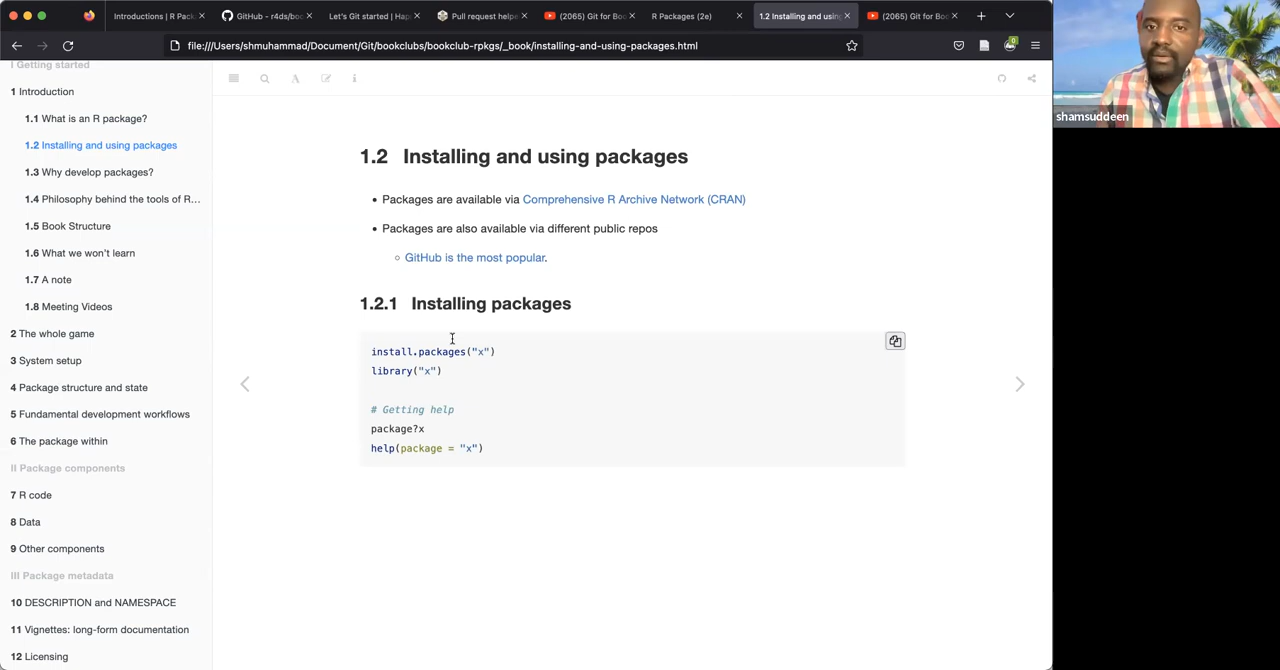 Introductions | R Pack
GitHub - r4ds/boo
Let's Git started | Hap
Pull request helpe
(2065) Git for Boo
R Packages (2e)
1.2 Installing and usin
(2065) Git for Boo
file:///Users/shmuhammad/Document/Git/bookclubs/bookclub-rpkgs/_book/installing-and-using-packages.html
0
shamsuddeen
I Getting started
1 Introduction
1.1 What is an R package?
1.2 Installing and using packages
1.3 Why develop packages?
1.4 Philosophy behind the tools of R…
1.5 Book Structure
1.6 What we won't learn
1.7 A note
1.8 Meeting Videos
2 The whole game
3 System setup
4 Package structure and state
5 Fundamental development workflows
6 The package within
II Package components
7 R code
8 Data
9 Other components
III Package metadata
10 DESCRIPTION and NAMESPACE
11 Vignettes: long-form documentation
12 Licensing
1.2 Installing and using packages
• Packages are available via Comprehensive R Archive Network (CRAN)
• Packages are also available via different public repos
○ GitHub is the most popular.
1.2.1 Installing packages
install.packages("x")
library("x")
# Getting help
package?x
help(package = "x")